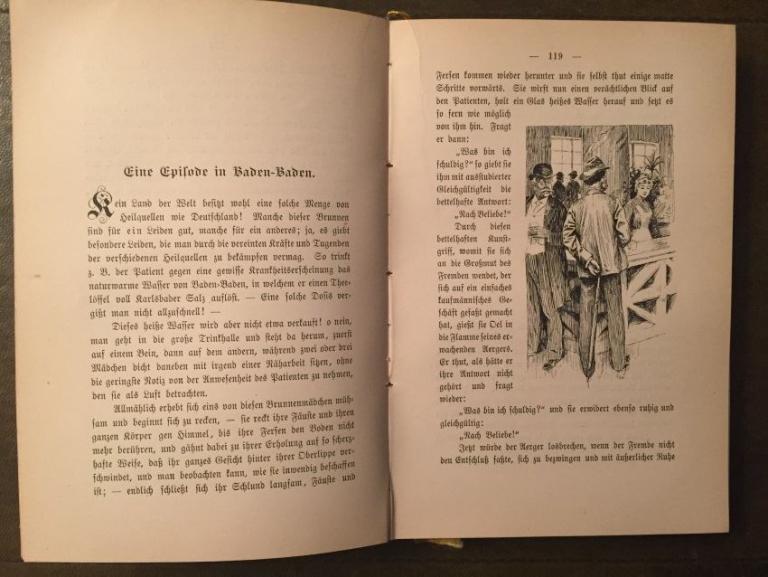 Eine Episode in Baden-Baden.
Kein Land der Welt besitzt wohl eine solche Menge von
Heilquellen wie Deutschland! Manche dieser Brunnen
sind für ein Leiden gut, manche für ein anderes; ja, es giebt
besondere Leiden, die man durch die vereinten Kräfte und Tugenden
der verschiedenen Heilquellen zu bekämpfen vermag. So trinkt
z. B. der Patient gegen eine gewisse Krankheitserscheinung das
naturwarme Wasser von Baden-Baden, in welchem er einen Thee-
löffel voll Karlsbader Salz auflöst. — Eine solche Dosis ver-
gißt man nicht allzuschnell! —
Dieses heiße Wasser wird aber nicht etwa verkauft! o nein,
man geht in die große Trinkhalle und steht da herum, zuerst
auf einem Bein, dann auf dem andern, während zwei oder drei
Mädchen dicht daneben mit irgend einer Näharbeit sitzen, ohne
die geringste Notiz von der Anwesenheit des Patienten zu nehmen,
den sie als Luft betrachten.
Allmählich erhebt sich eins von diesen Brunnenmädchen müh-
sam und beginnt sich zu recken, — sie reckt ihre Fäuste und ihren
ganzen Körper gen Himmel, bis ihre Fersen den Boden nicht
mehr berühren, und gähnt dabei zu ihrer Erholung auf so scherz-
hafte Weise, daß ihr ganzes Gesicht hinter ihrer Oberlippe ver-
schwindet, und man beobachten kann, wie sie inwendig beschaffen
ist; — endlich schließt sich ihr Schlund langsam, Fäuste und
— 119 —
Fersen kommen wieder herunter und sie selbst thut einige matte
Schritte vorwärts. Sie wirft nun einen verächtlichen Blick auf
den Patienten, holt ein Glas heißes Wasser herauf und setzt es
so fern wie möglich
von ihm hin. Fragt
er dann:
„Was bin ich
schuldig?“ so giebt sie
ihm mit ausstudierter
Gleichgültigkeit die
bettelhafte Antwort:
„Nach Beliebe!“
Durch diesen
bettelhaften Kunst-
griff, womit sie sich
an die Großmut des
Fremden wendet, der
sich auf ein einfaches
kaufmännisches Ge-
schäft gefaßt gemacht
hat, gießt sie Oel in
die Flamme seines er-
wachenden Aergers.
Er thut, als hätte er
ihre Antwort nicht
gehört und fragt
wieder:
„Was bin ich schuldig?“ und sie erwidert ebenso ruhig und
gleichgültig:
„Nach Beliebe!“
Jetzt würde der Aerger losbrechen, wenn der Fremde nicht
den Entschluß faßte, sich zu bezwingen und mit äußerlicher Ruhe